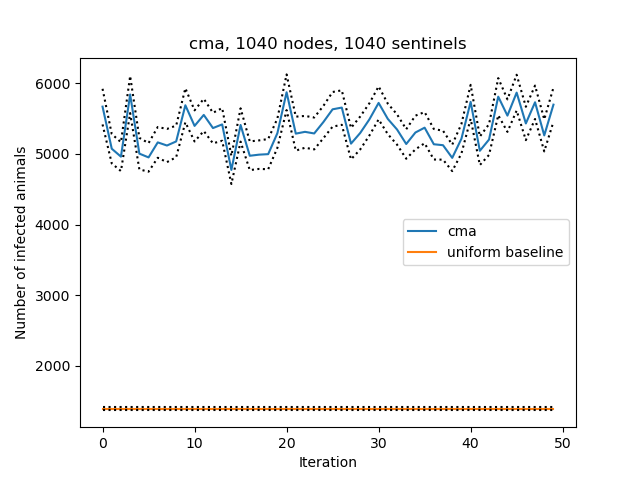 cma, 1040 nodes, 1040 sentinels
Number of infected animals
6000
5000
4000
3000
2000
cma
uniform baseline
0
10
20
30
40
50
Iteration